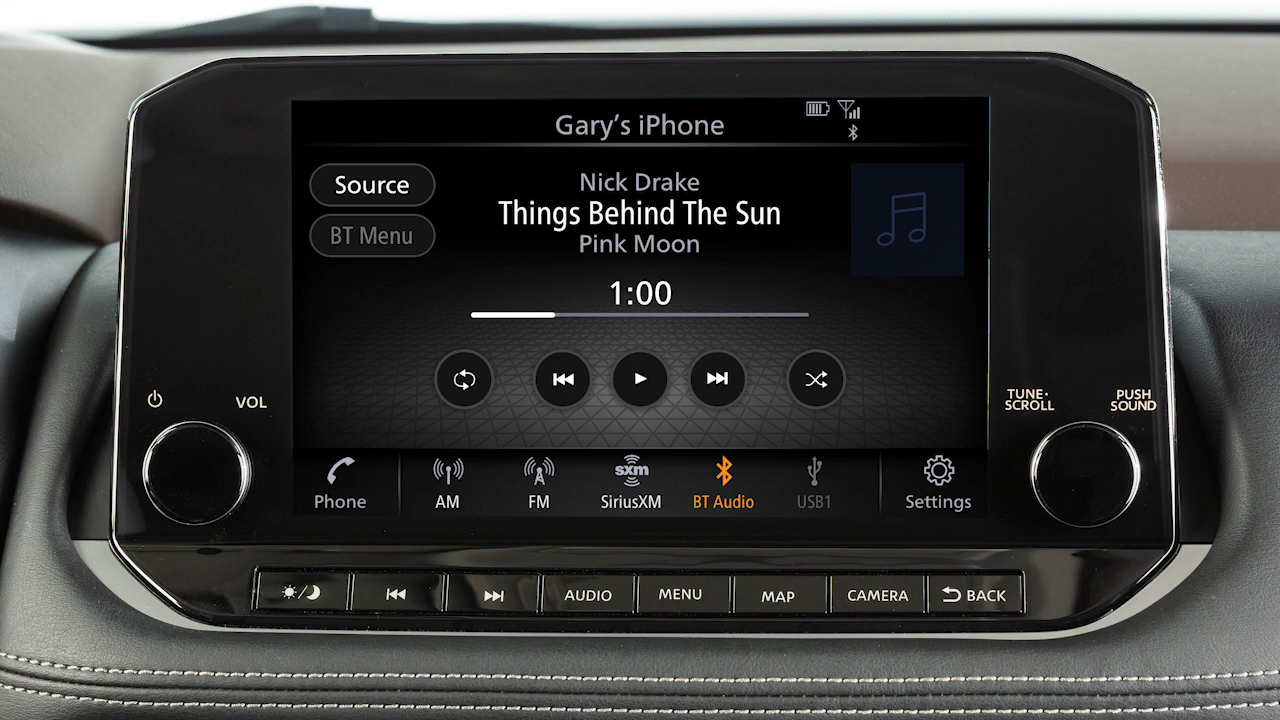 Gary's iPhone
Source
BT Menu
Nick Drake
Things Behind The Sun
Pink Moon
1:00
VOL
TUNE·
SCROLL
PUSH
SOUND
Phone
AM
FM
sxm
SiriusXM
BT Audio
USB1
Settings
AUDIO
MENU
MAP
CAMERA
BACK